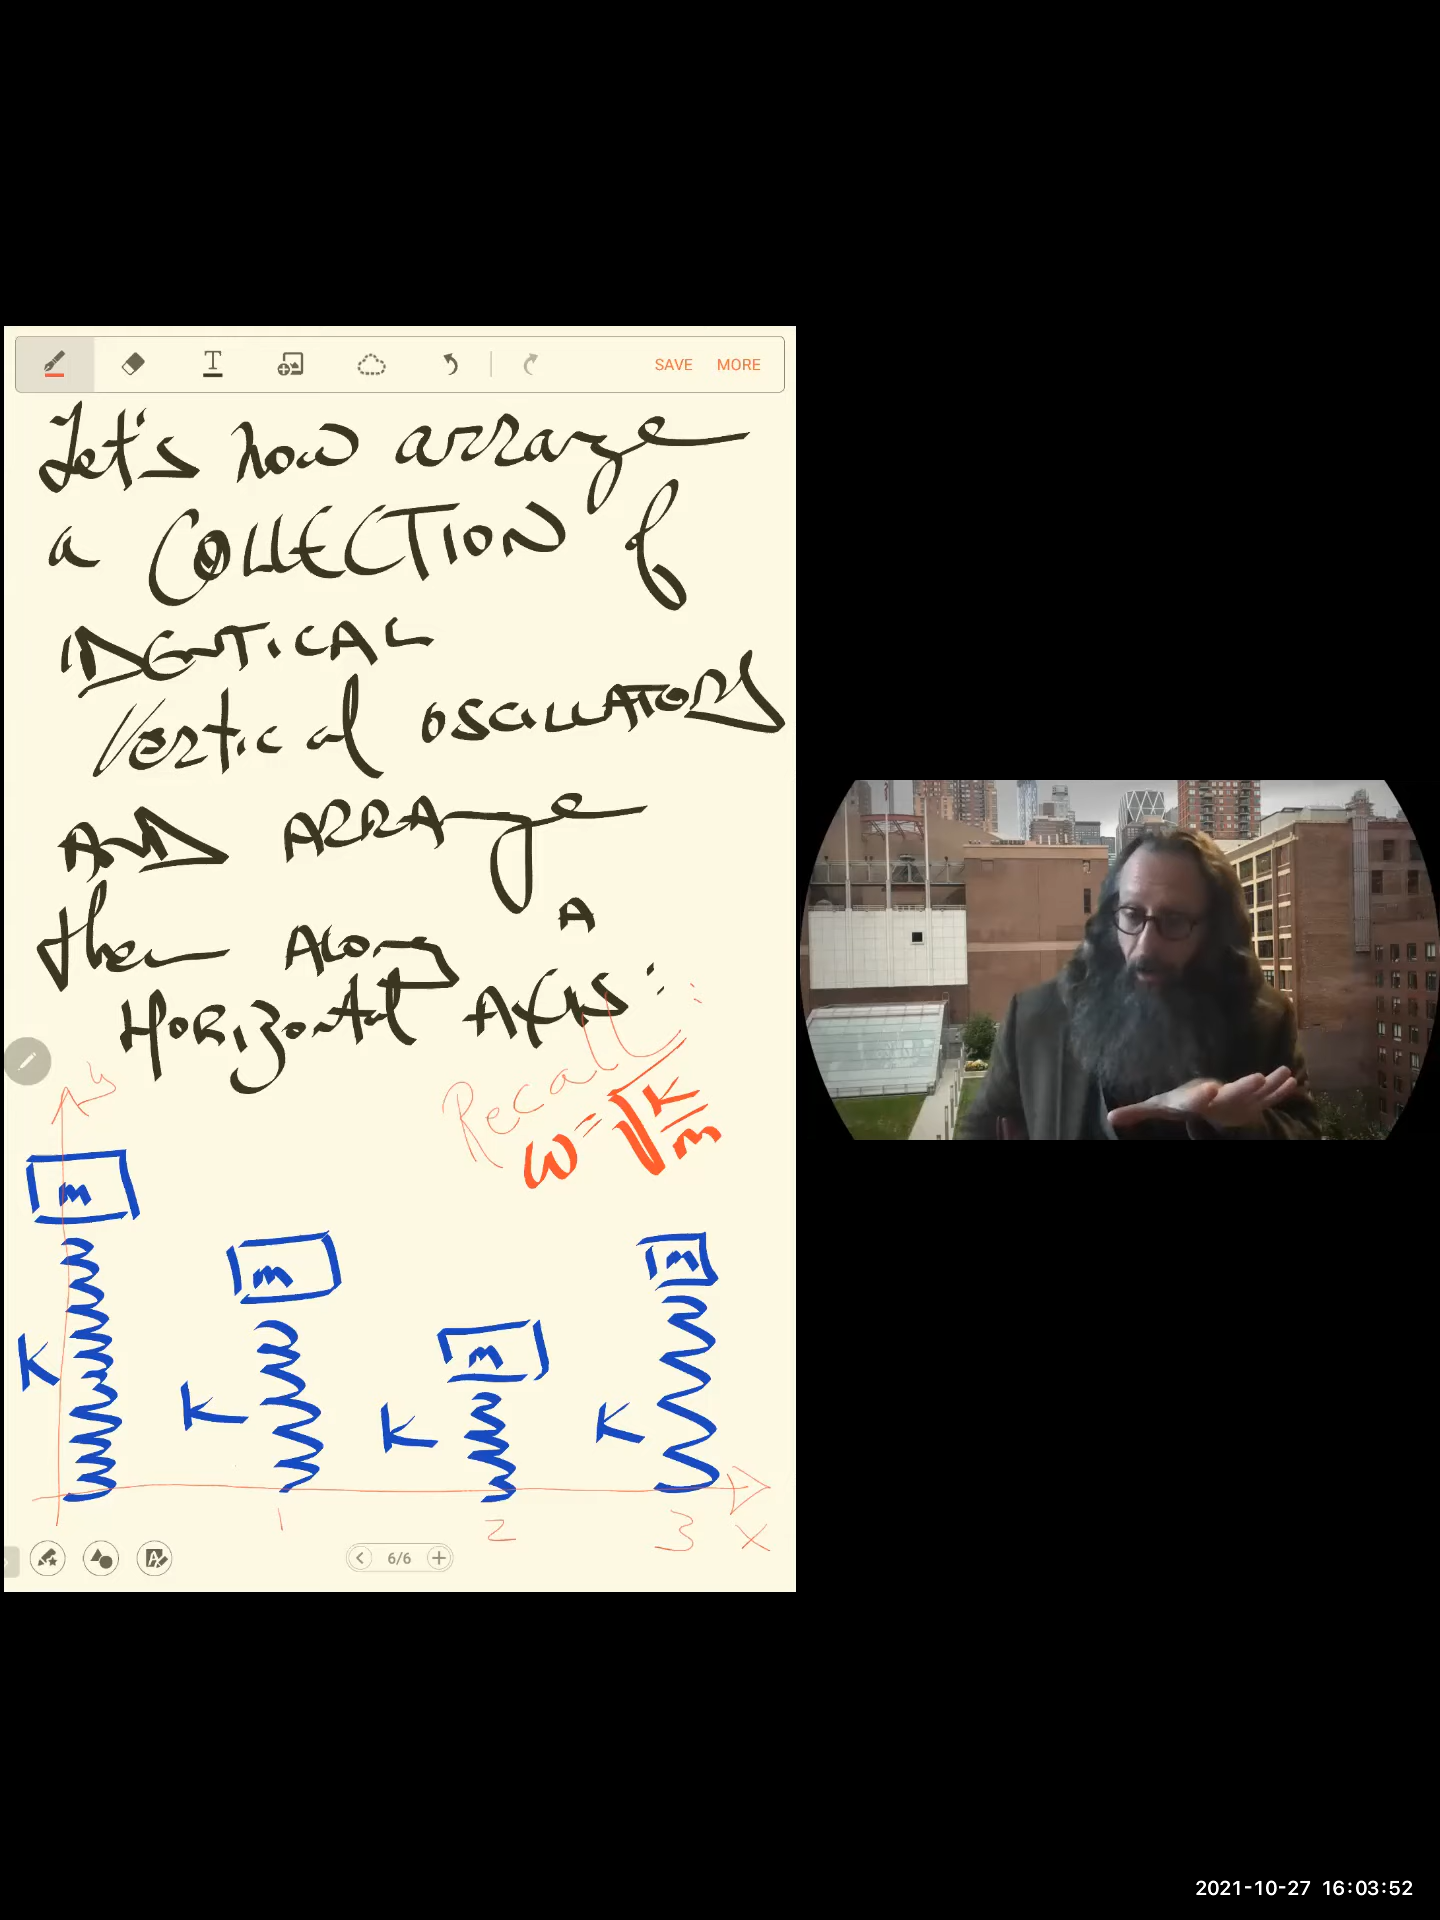 SAVE MORE
Let's now arrange
a COLLECTION of
IDENTICAL
Vertical OSCILLATORY
AND ARRANge
them Along A
HORIZontal AXIS:
Recall:
ω=√K/m
y
m
m
m
m
K
K
K
K
1 2 3 X
6/6
2021-10-27 16:03:52